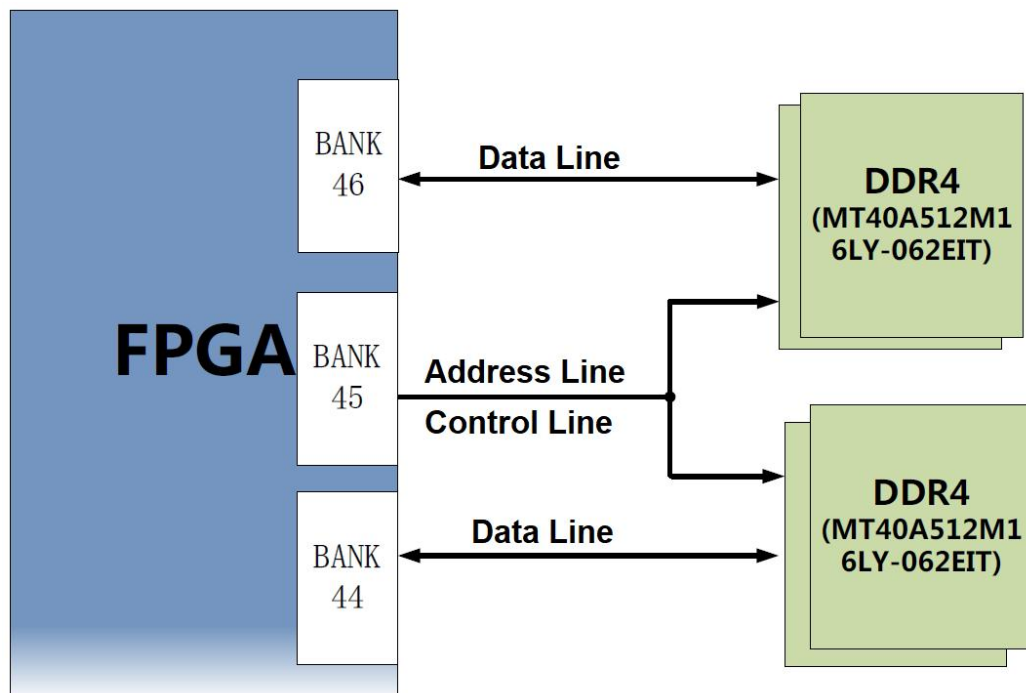 BANK
46
Data Line
DDR4
(MT40A512M1
6LY-062EIT)
FPGA
BANK
45
Address Line
Control Line
BANK
44
Data Line
DDR4
(MT40A512M1
6LY-062EIT)